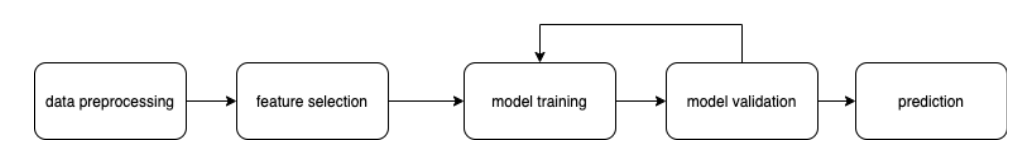 data preprocessing
feature selection
model training
model validation
prediction